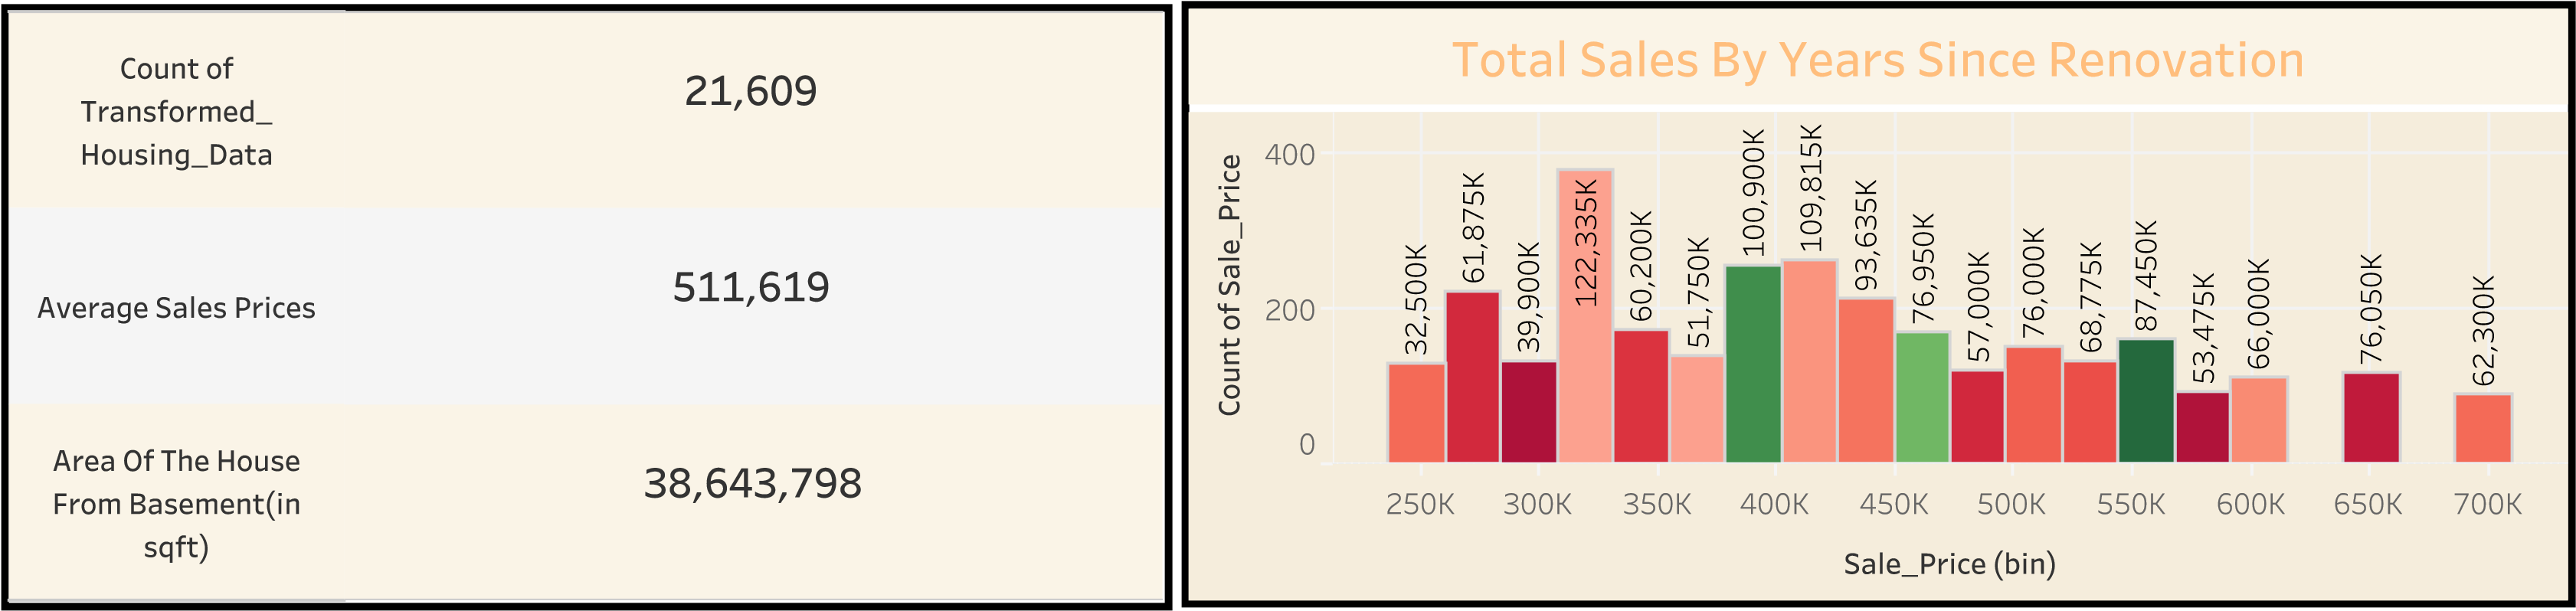 Count of
Transformed_
Housing_Data
21,609
Average Sales Prices
511,619
Area Of The House
From Basement(in
sqft)
38,643,798
Total Sales By Years Since Renovation
Count of Sale_Price
400
200
0
32,500K
61,875K
39,900K
122,335K
60,200K
51,750K
100,900K
109,815K
93,635K
76,950K
57,000K
76,000K
68,775K
87,450K
53,475K
66,000K
76,050K
62,300K
250K
300K
350K
400K
450K
500K
550K
600K
650K
700K
Sale_Price (bin)